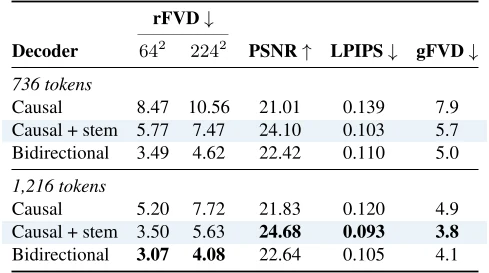 rFVD ↓
Decoder 64² 224² PSNR ↑ LPIPS ↓ gFVD ↓
736 tokens
Causal 8.47 10.56 21.01 0.139 7.9
Causal + stem 5.77 7.47 24.10 0.103 5.7
Bidirectional 3.49 4.62 22.42 0.110 5.0
1,216 tokens
Causal 5.20 7.72 21.83 0.120 4.9
Causal + stem 3.50 5.63 24.68 0.093 3.8
Bidirectional 3.07 4.08 22.64 0.105 4.1